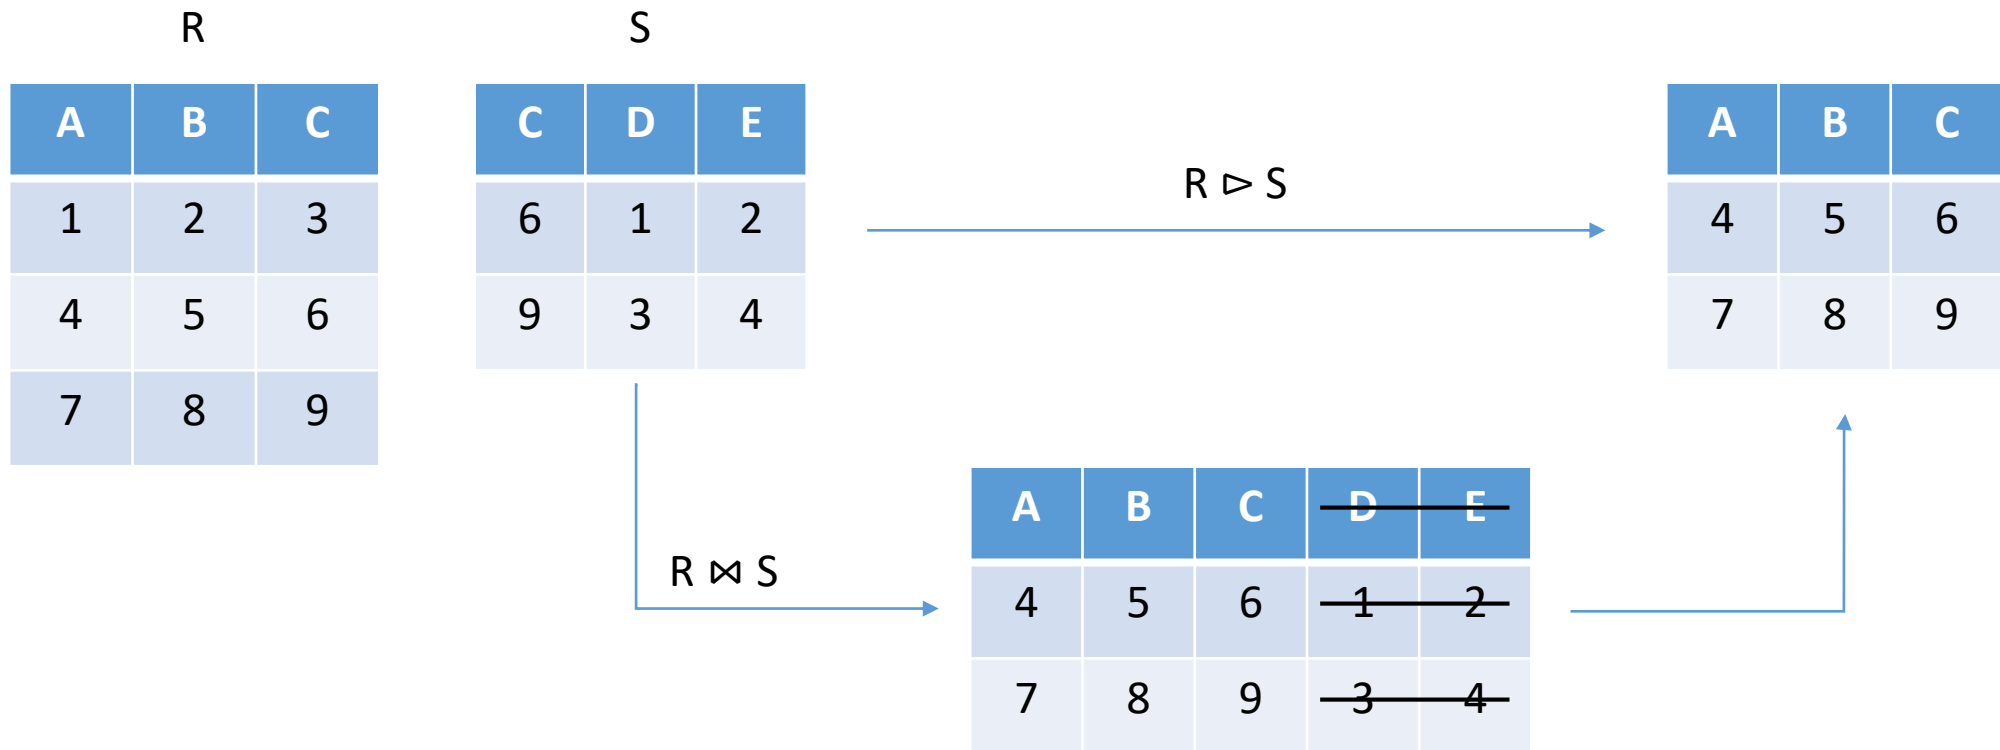 R
A B C
1 2 3
4 5 6
7 8 9
S
C D E
6 1 2
9 3 4
R ⊳ S
A B C
4 5 6
7 8 9
R ⋈ S
A B C D E
4 5 6 1 2
7 8 9 3 4